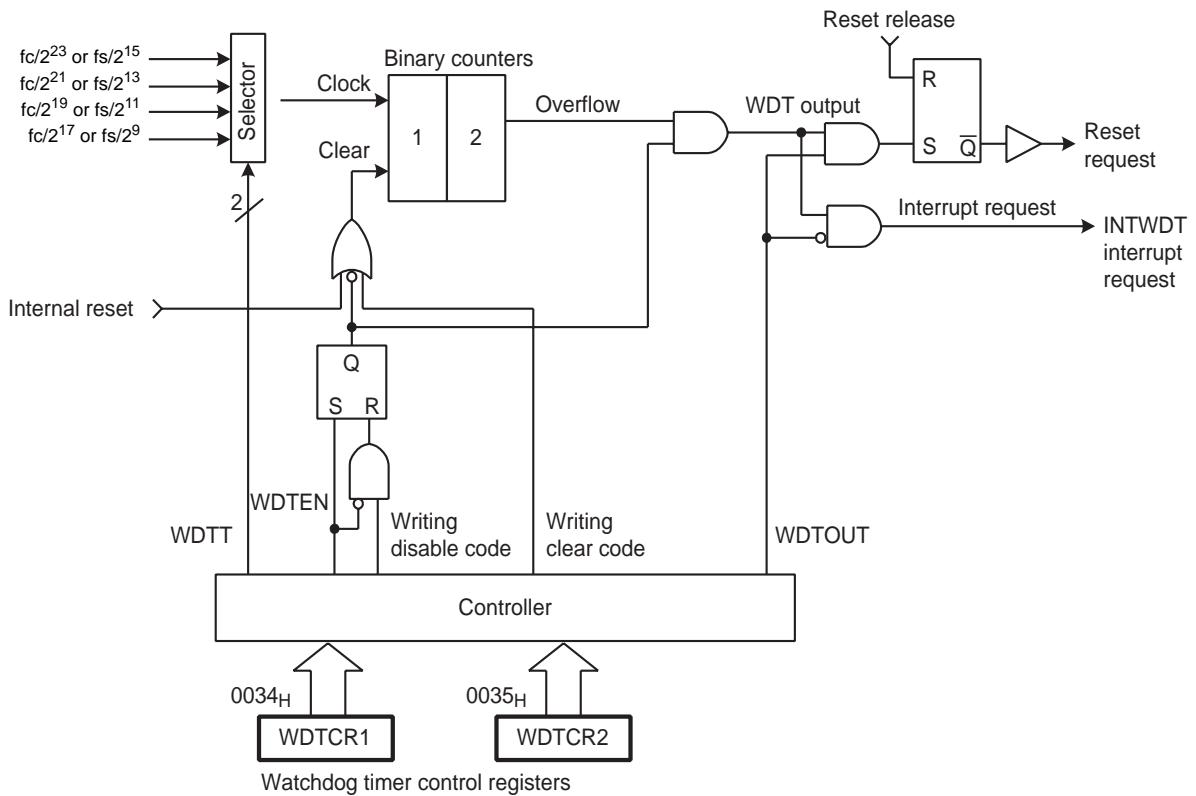 Reset release
fc/2^23 or fs/2^15
fc/2^21 or fs/2^13
fc/2^19 or fs/2^11
fc/2^17 or fs/2^9
Selector
Binary counters
Clock
Clear
1
2
Overflow
WDT output
R
S
Q̅
Reset
request
2
Interrupt request
INTWDT
interrupt
request
Internal reset
Q
S R
WDTEN
WDTT
Writing
disable code
Writing
clear code
WDTOUT
Controller
0034H
0035H
WDTCR1
WDTCR2
Watchdog timer control registers